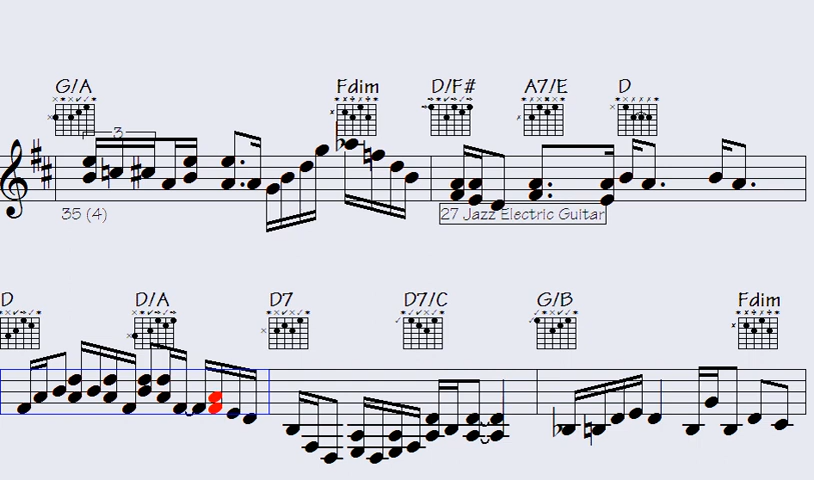 G/A Fdim D/F# A7/E D
3
35 (4) 27 Jazz Electric Guitar
D D/A D7 D7/C G/B Fdim